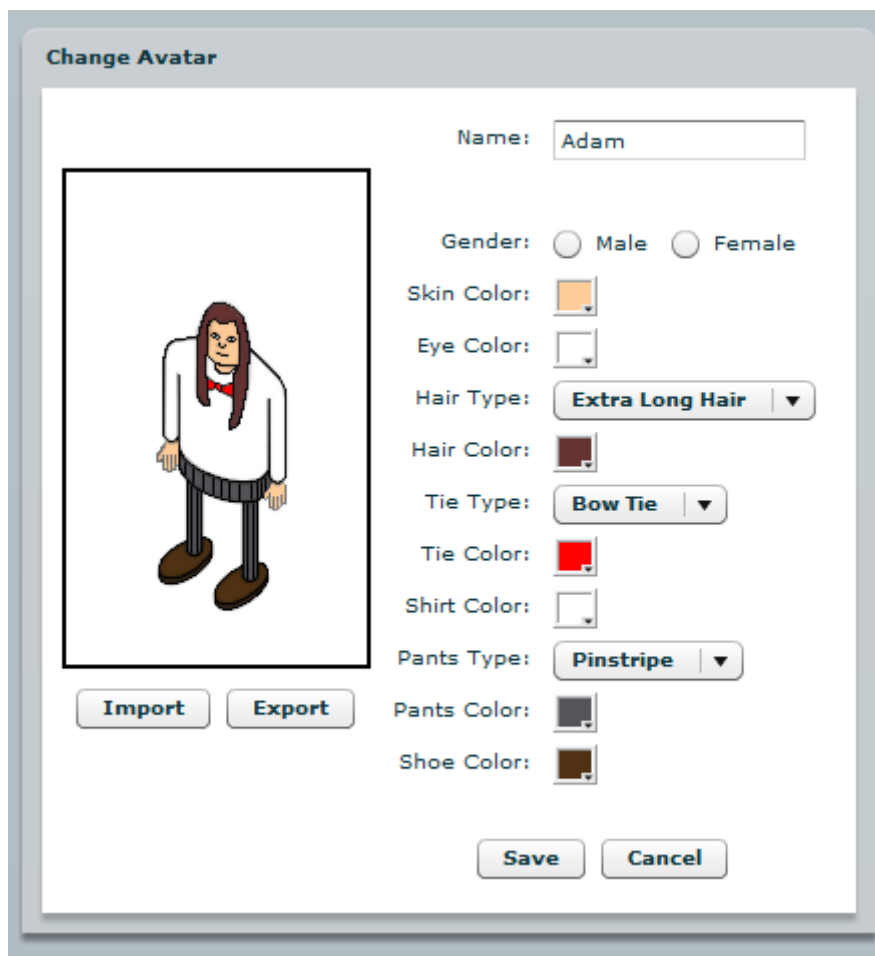 Change Avatar
Name: Adam
Gender: Male Female
Skin Color:
Eye Color:
Hair Type: Extra Long Hair
Hair Color:
Tie Type: Bow Tie
Tie Color:
Shirt Color:
Pants Type: Pinstripe
Import Export Pants Color:
Shoe Color:
Save Cancel